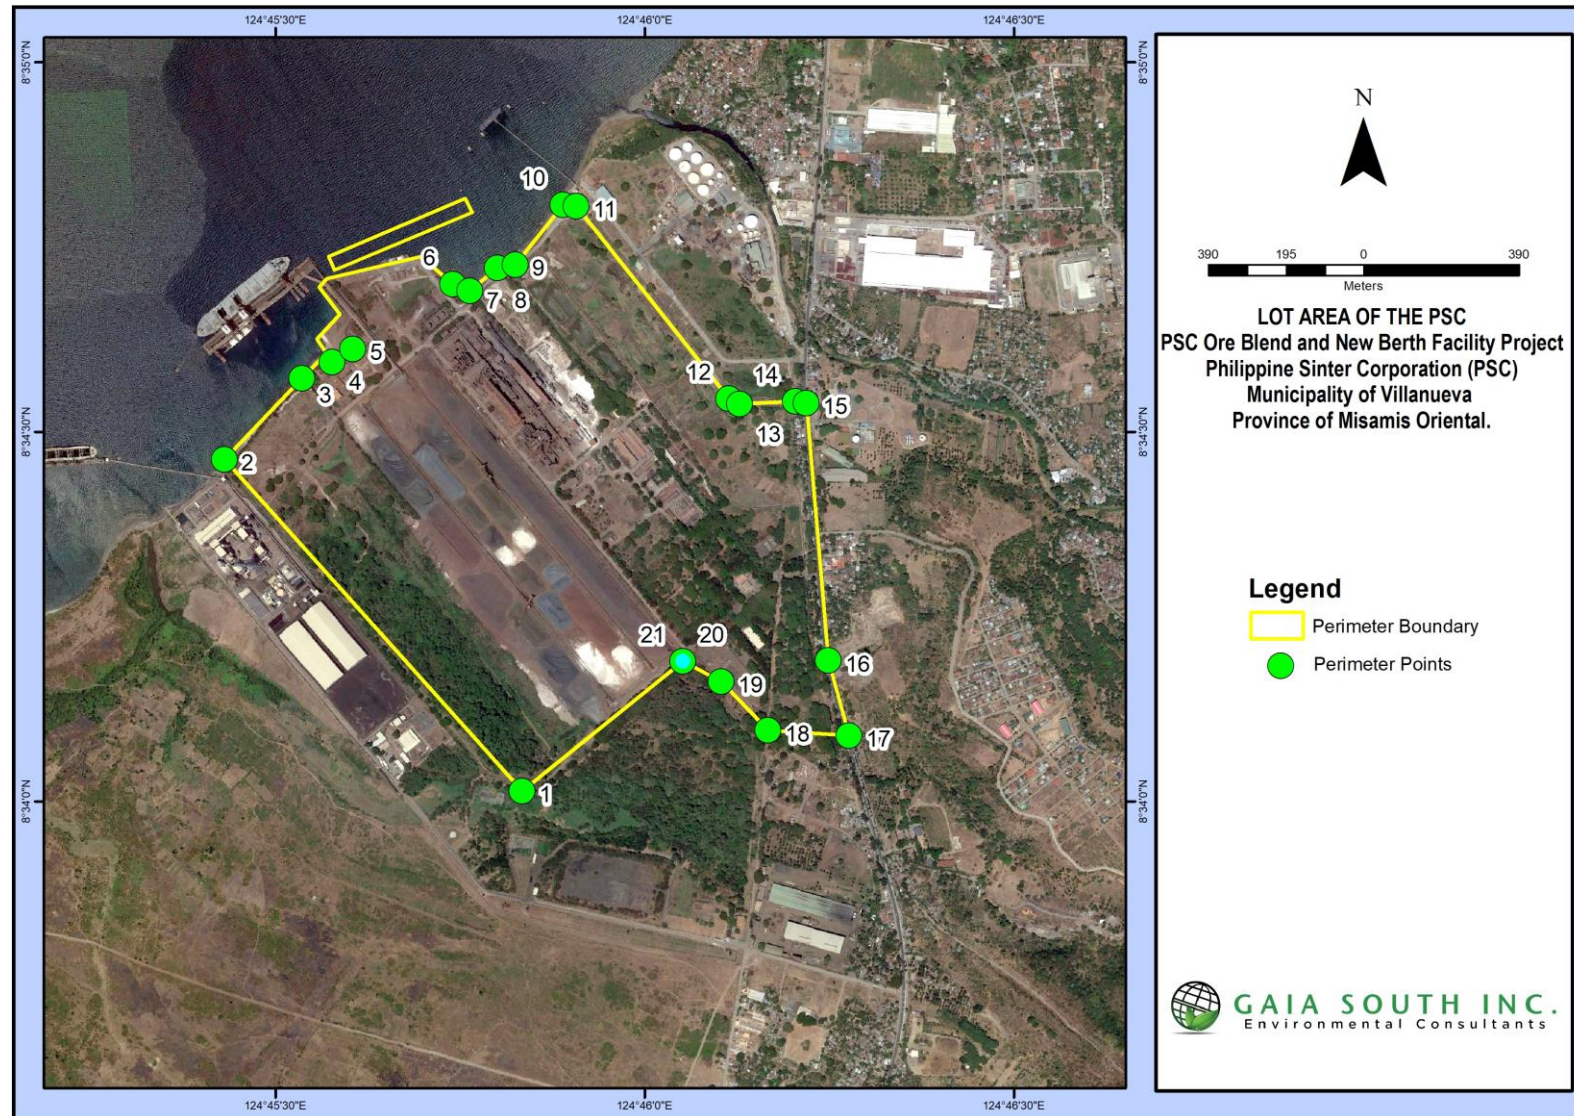 124°45'30"E
124°46'0"E
124°46'30"E
8°35'0"N
8°35'0"N
8°34'30"N
8°34'30"N
8°34'0"N
8°34'0"N
10
11
6
9
7
8
5
4
3
2
12
14
15
13
21
20
16
19
18
17
1
124°45'30"E
124°46'0"E
124°46'30"E
N
390 195 0 390
Meters
LOT AREA OF THE PSC
PSC Ore Blend and New Berth Facility Project
Philippine Sinter Corporation (PSC)
Municipality of Villanueva
Province of Misamis Oriental.
Legend
Perimeter Boundary
Perimeter Points
GAIA SOUTH INC.
Environmental Consultants